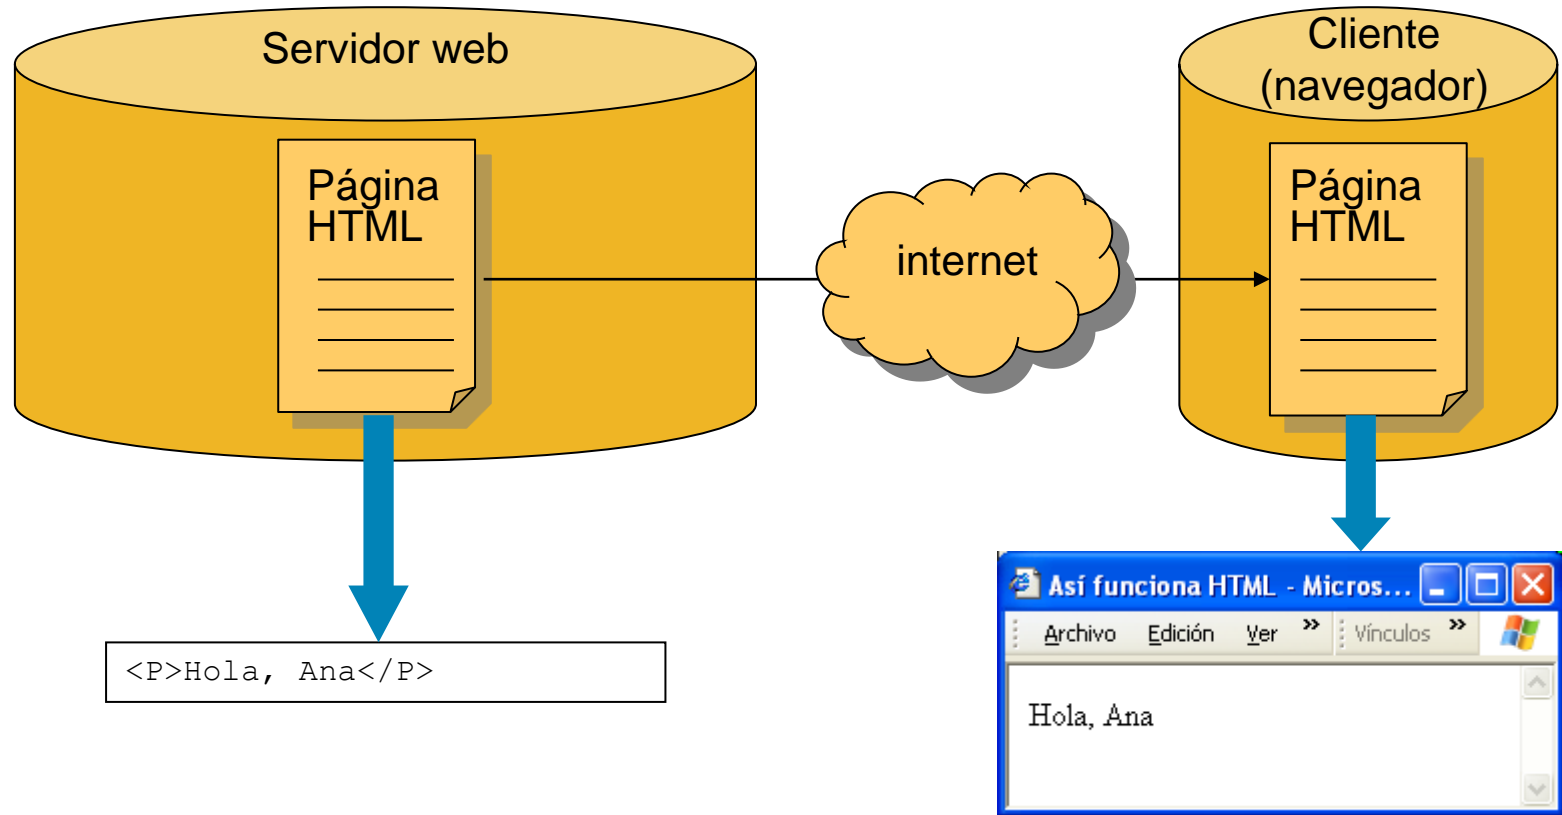 Servidor web
Cliente
(navegador)
Página
HTML
internet
Página
HTML
<P>Hola, Ana</P>
Así funciona HTML - Micros...
Archivo Edición Ver » Vínculos »
Hola, Ana